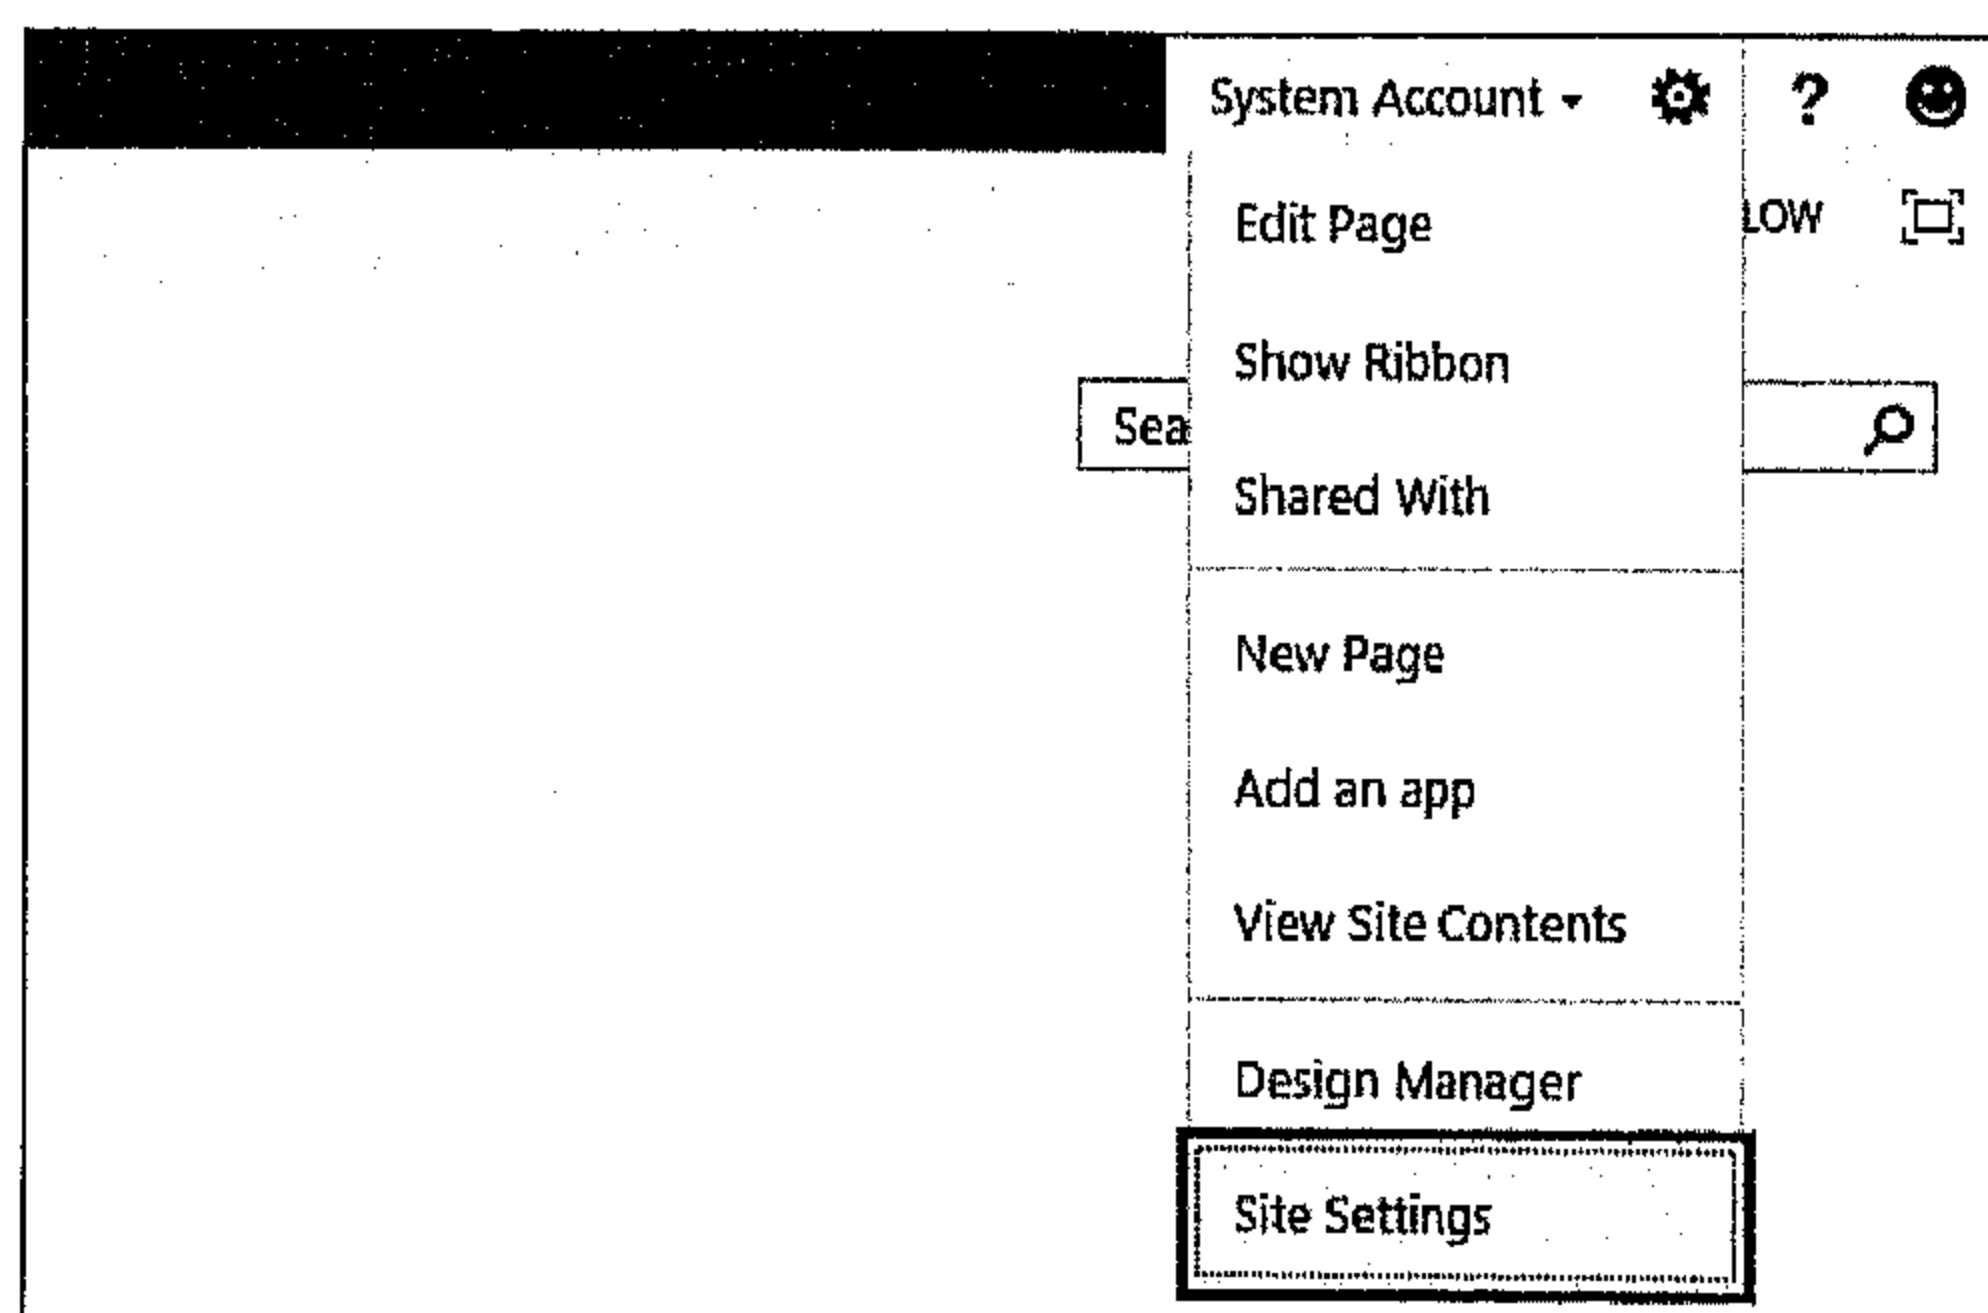 System Account ?
Edit Page
LOW
Show Ribbon
Sea
Shared With
New Page
Add an app
View Site Contents
Design Manager
Site Settings